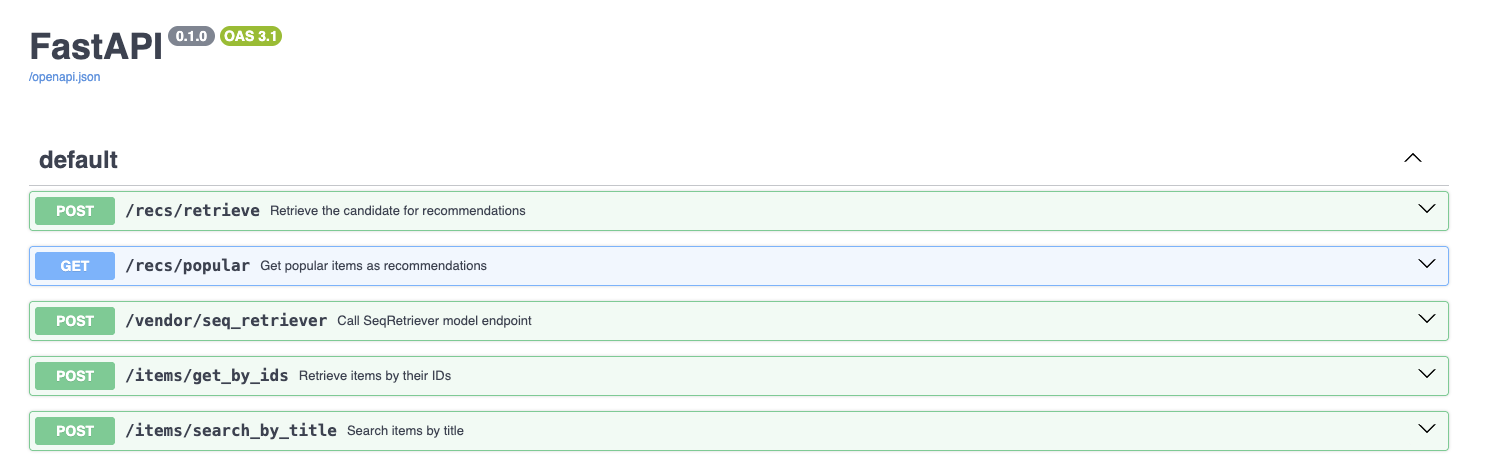 FastAPI 0.1.0 OAS 3.1
/openapi.json
default
POST /recs/retrieve Retrieve the candidate for recommendations
GET /recs/popular Get popular items as recommendations
POST /vendor/seq_retriever Call SeqRetriever model endpoint
POST /items/get_by_ids Retrieve items by their IDs
POST /items/search_by_title Search items by title